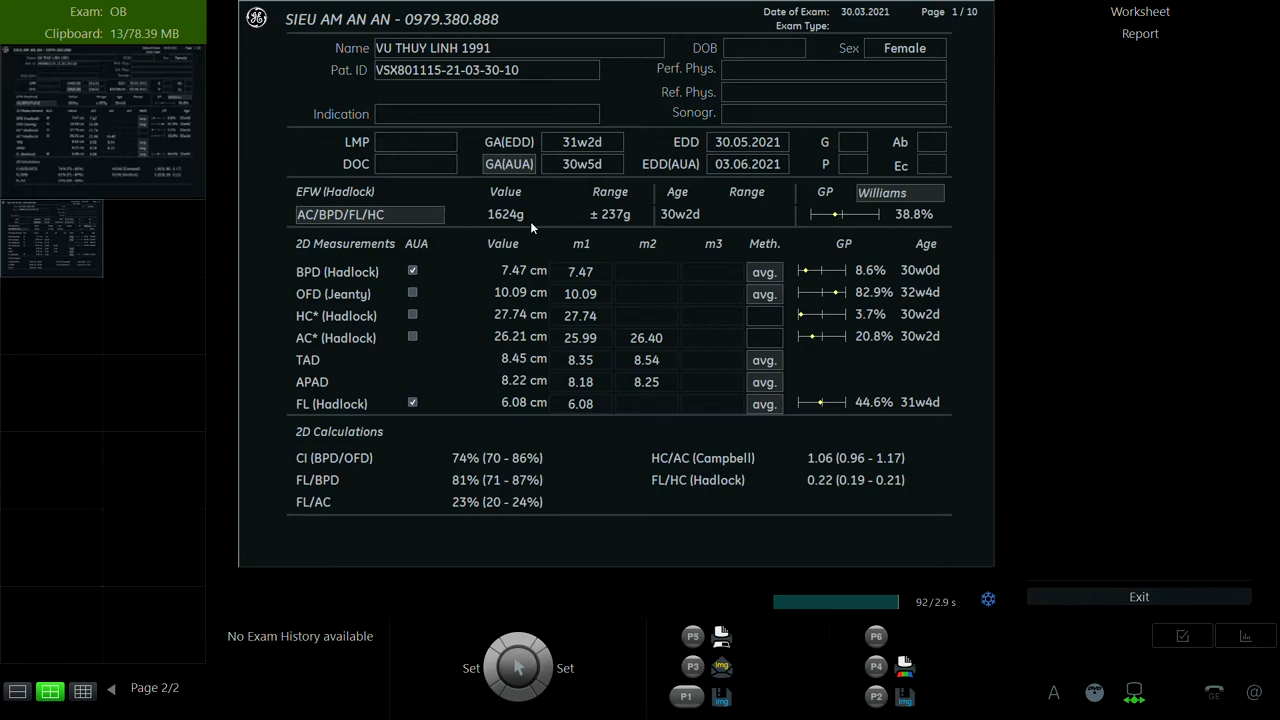 Exam: OB
Clipboard: 13/78.39 MB
SIEU AM AN AN - 0979.380.888
Date of Exam: 30.03.2021 Page 1 / 10
Exam Type:
Worksheet
Report
Name VU THUY LINH 1991 DOB Sex Female
Pat. ID VSX801115-21-03-30-10 Perf. Phys.
Ref. Phys.
Indication Sonogr.
LMP GA(EDD) 31w2d EDD 30.05.2021 G Ab
DOC GA(AUA) 30w5d EDD(AUA) 03.06.2021 P Ec
EFW (Hadlock) Value Range Age Range GP Williams
AC/BPD/FL/HC 1324g ± 237g 30w2d 38.8%
2D Measurements AUA Value m1 m2 m3 Meth. GP Age
BPD (Hadlock) 7.47 cm 7.47 avg. 8.6% 30w0d
OFD (Jeanty) 10.09 cm 10.09 avg. 82.9% 32w4d
HC* (Hadlock) 27.74 cm 27.74 3.7% 30w2d
AC* (Hadlock) 26.21 cm 25.99 26.40 20.8% 30w2d
TAD 8.45 cm 8.35 8.54 avg.
APAD 8.22 cm 8.18 8.25 avg.
FL (Hadlock) 6.08 cm 6.08 avg. 44.6% 31w4d
2D Calculations
CI (BPD/OFD) 74% (70 - 86%) HC/AC (Campbell) 1.06 (0.96 - 1.17)
FL/BPD 81% (71 - 87%) FL/HC (Hadlock) 0.22 (0.19 - 0.21)
FL/AC 23% (20 - 24%)
92/2.9 s
Exit
No Exam History available
Set Set
P5 P6
P3 Img P4
P1 Img P2 Img
Page 2/2
A GE @